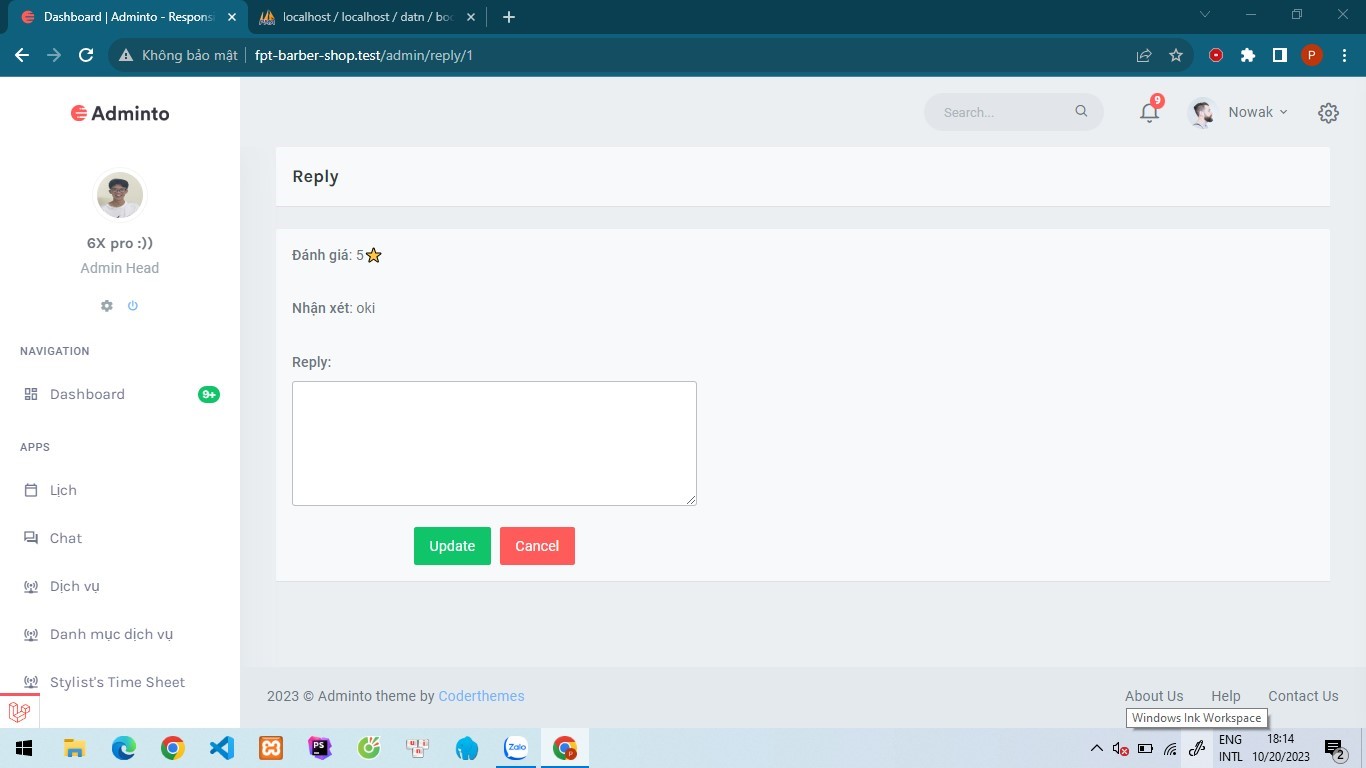 Dashboard | Adminto - Responsi
localhost / localhost / datn / boo
Không bảo mật
fpt-barber-shop.test/admin/reply/1
P
Adminto
Search...
9
Nowak
6X pro :))
Admin Head
NAVIGATION
Dashboard
9+
APPS
Lịch
Chat
Dịch vụ
Danh mục dịch vụ
Stylist's Time Sheet
Reply
Đánh giá: 5
Nhận xét: oki
Reply:
Update
Cancel
2023 © Adminto theme by Coderthemes
About Us
Help
Contact Us
Windows Ink Workspace
PS
Zalo
ENG
INTL
18:14
10/20/2023
2